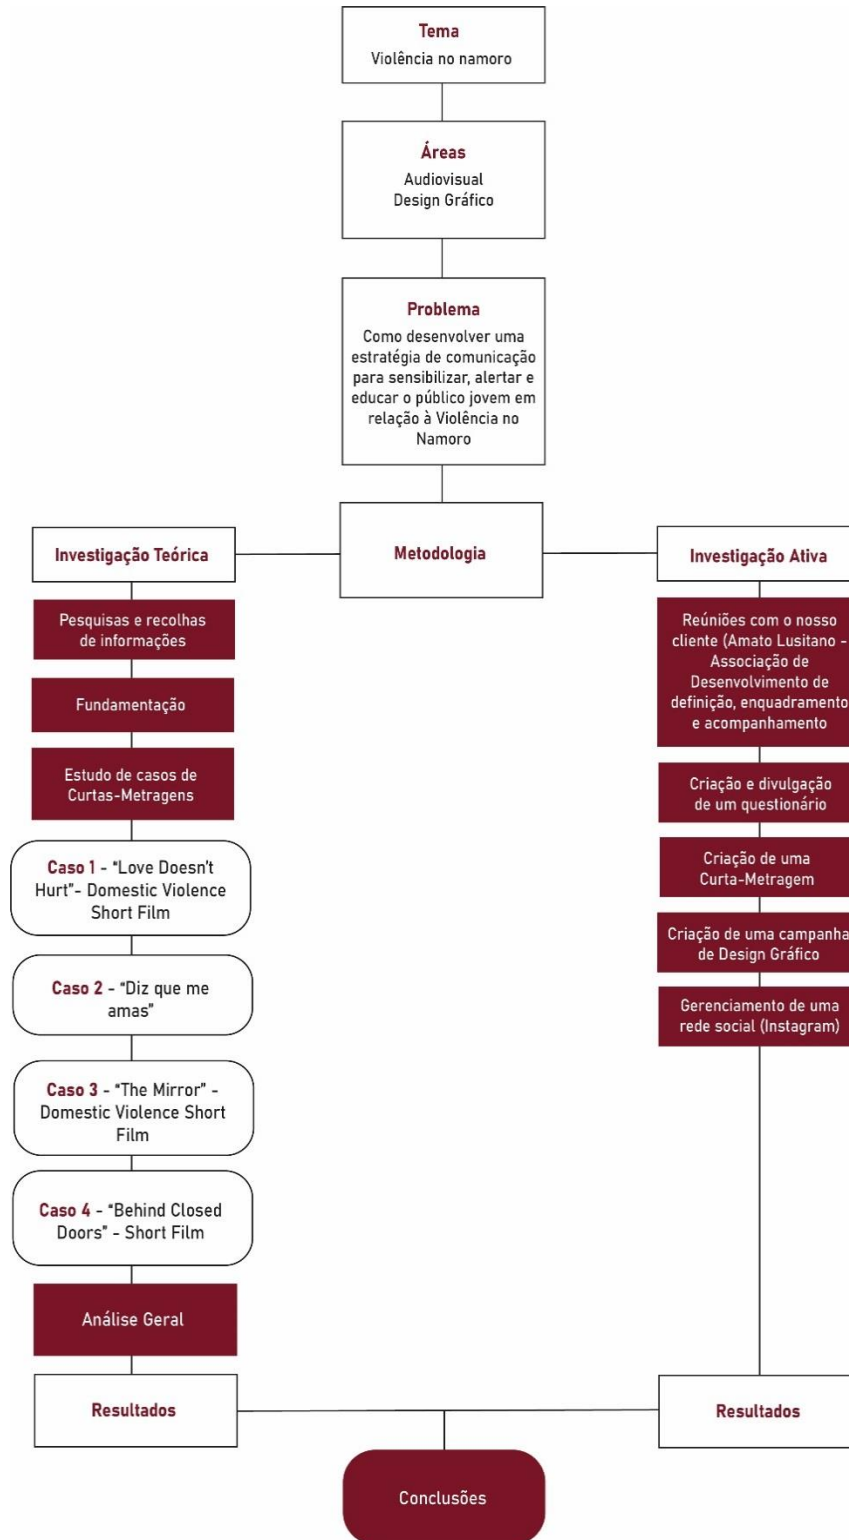 Tema
Violência no namoro
Áreas
Audiovisual
Design Gráfico
Problema
Como desenvolver uma
estratégia de comunicação
para sensibilizar, alertar e
educar o público jovem em
relação à Violência no
Namoro
Metodologia
Investigação Teórica
Pesquisas e recolhas
de informações
Fundamentação
Estudo de casos de
Curtas-Metragens
Caso 1 - “Love Doesn’t
Hurt”- Domestic Violence
Short Film
Caso 2 - “Diz que me
amas”
Caso 3 - “The Mirror” -
Domestic Violence Short
Film
Caso 4 - “Behind Closed
Doors” - Short Film
Análise Geral
Resultados
Investigação Ativa
Reúniões com o nosso
cliente (Amato Lusitano -
Associação de
Desenvolvimento de
definição, enquadramento
e acompanhamento
Criação e divulgação
de um questionário
Criação de uma
Curta-Metragem
Criação de uma campanha
de Design Gráfico
Gerenciamento de uma
rede social (Instagram)
Resultados
Conclusões